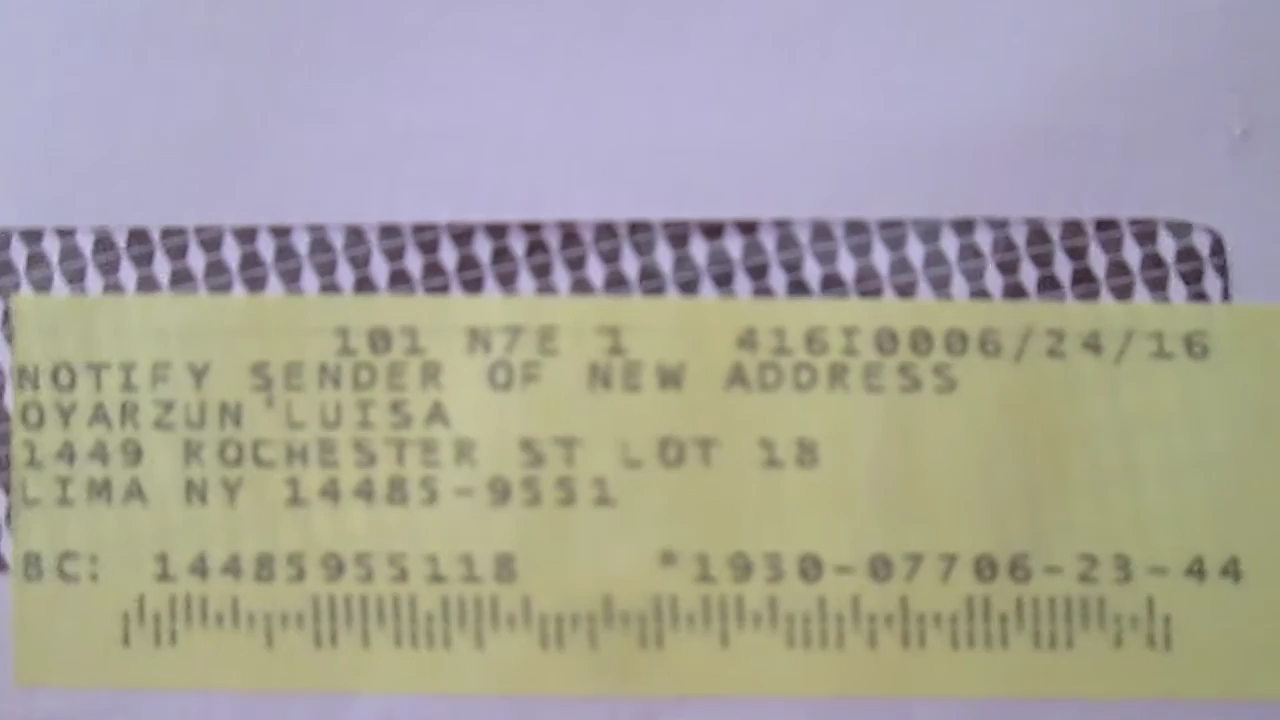 101 N7E 1 416I0006/24/16
NOTIFY SENDER OF NEW ADDRESS
OYARZUN 'LUISA
1449 ROCHESTER ST LOT 18
LIMA NY 14485-9551
BC: 14485955118 *1930-07706-23-44